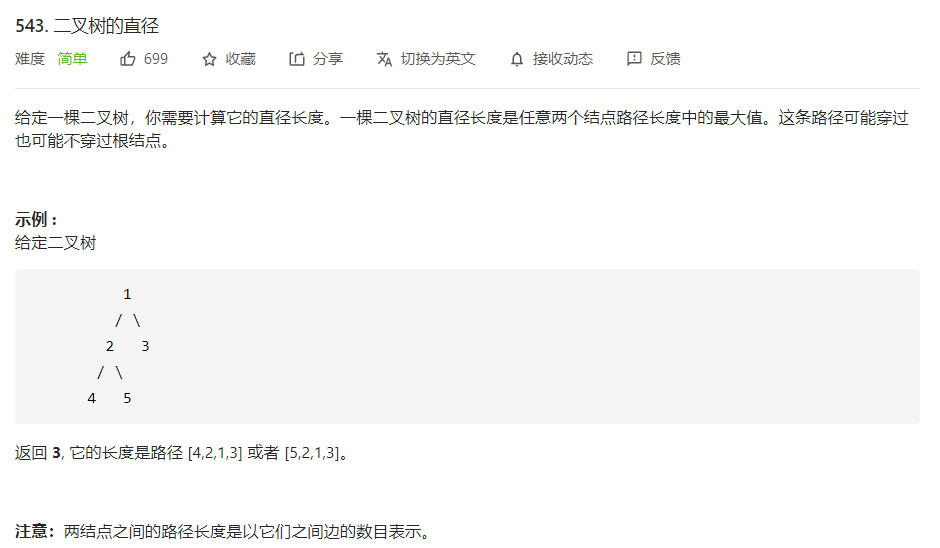 543. 二叉树的直径
难度 简单 699 收藏 分享 切换为英文 接收动态 反馈
给定一棵二叉树，你需要计算它的直径长度。一棵二叉树的直径长度是任意两个结点路径长度中的最大值。这条路径可能穿过
也可能不穿过根结点。
示例 :
给定二叉树
1
/ \
2 3
/ \
4 5
返回 3, 它的长度是路径 [4,2,1,3] 或者 [5,2,1,3]。
注意：两结点之间的路径长度是以它们之间边的数目表示。